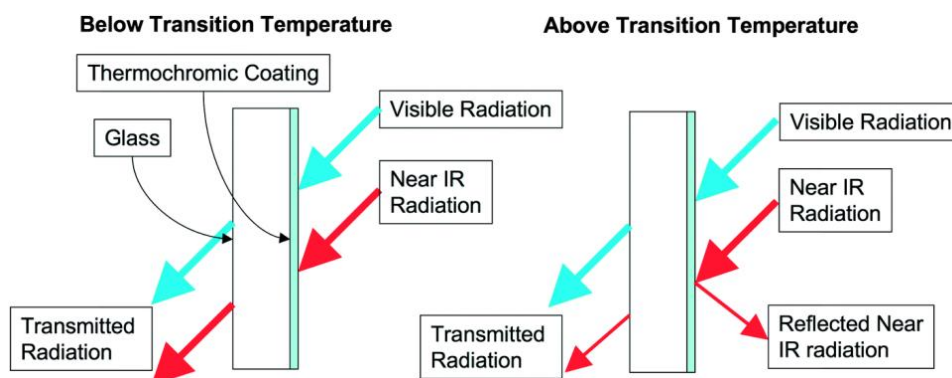 Below Transition Temperature
Thermochromic Coating
Glass
Visible Radiation
Near IR
Radiation
Transmitted
Radiation
Above Transition Temperature
Visible Radiation
Near IR
Radiation
Transmitted
Radiation
Reflected Near
IR radiation